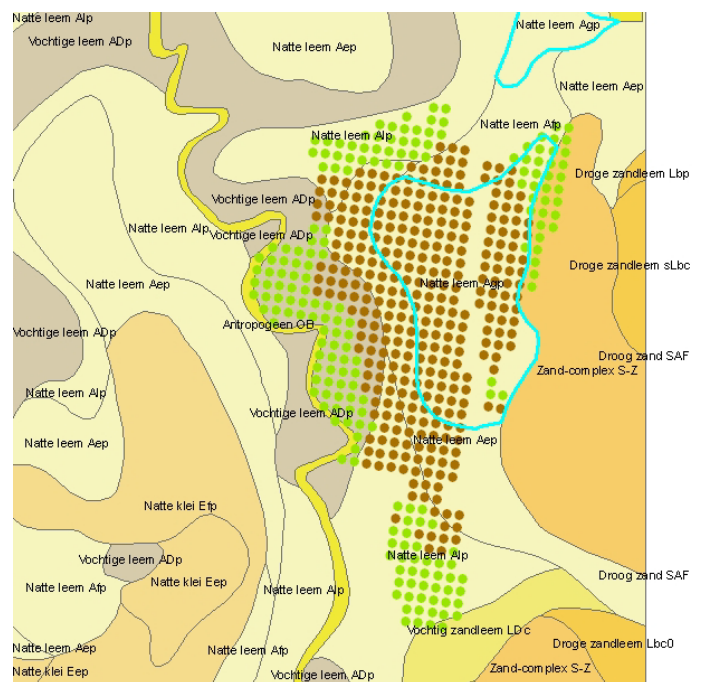 Natte leem Alp
Natte leem Agp
Vochtige leem ADp
Natte leem Aep
Natte leem Aep
Natte leem Afp
Natte leem Alp
Droge zandleem Lbp
Vochtige leem ADp
Natte leem Alp
Vochtige leem ADp
Droge zandleem sLbc
Natte leem Aep
Natte leem Agp
Antropogeen OB
Vochtige leem ADp
Droog zand SAF
Zand-complex S-Z
Natte leem Alp
Vochtige leem ADp
Natte leem Aep
Natte leem Aep
Natte klei Efp
Natte leem Alp
Vochtige leem ADp
Droog zand SAF
Natte klei Eep
Natte leem Afp
Natte leem Alp
Vochtig zandleem LDc
Droge zandleem Lbc0
Natte leem Aep
Natte leem Afp
Natte klei Eep
Vochtige leem ADp
Zand-complex S-Z